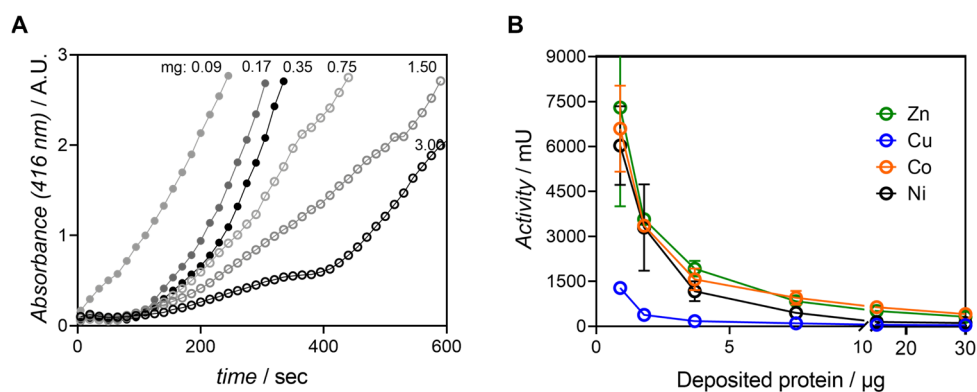 A
Absorbance (416 nm) / A.U.
3
2
1
0
mg: 0.09 0.17 0.35 0.75 1.50
3.00
0 200 400 600
time / sec
B
Activity / mU
9000
7500
6000
4500
3000
1500
0
Zn
Cu
Co
Ni
0 5 10 20 30
Deposited protein / μg